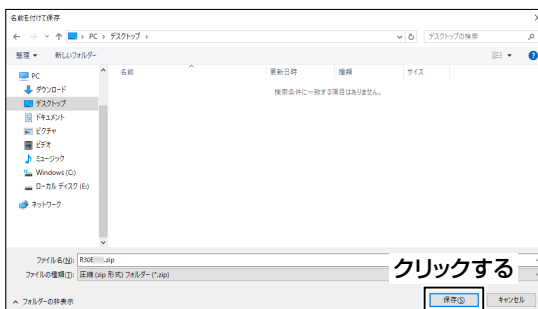 名前を付けて保存
PC › デスクトップ ›
デスクトップの検索
整理 新しいフォルダー
名前 更新日時 種類 サイズ
検索条件に一致する項目はありません。
PC
ダウンロード
デスクトップ
ドキュメント
ピクチャ
ビデオ
ミュージック
Windows (C:)
ローカル ディスク (E:)
ネットワーク
ファイル名(N): R30E .zip
ファイルの種類(T): 圧縮 (zip 形式) フォルダー (*.zip)
クリックする
フォルダーの非表示
保存(S) キャンセル